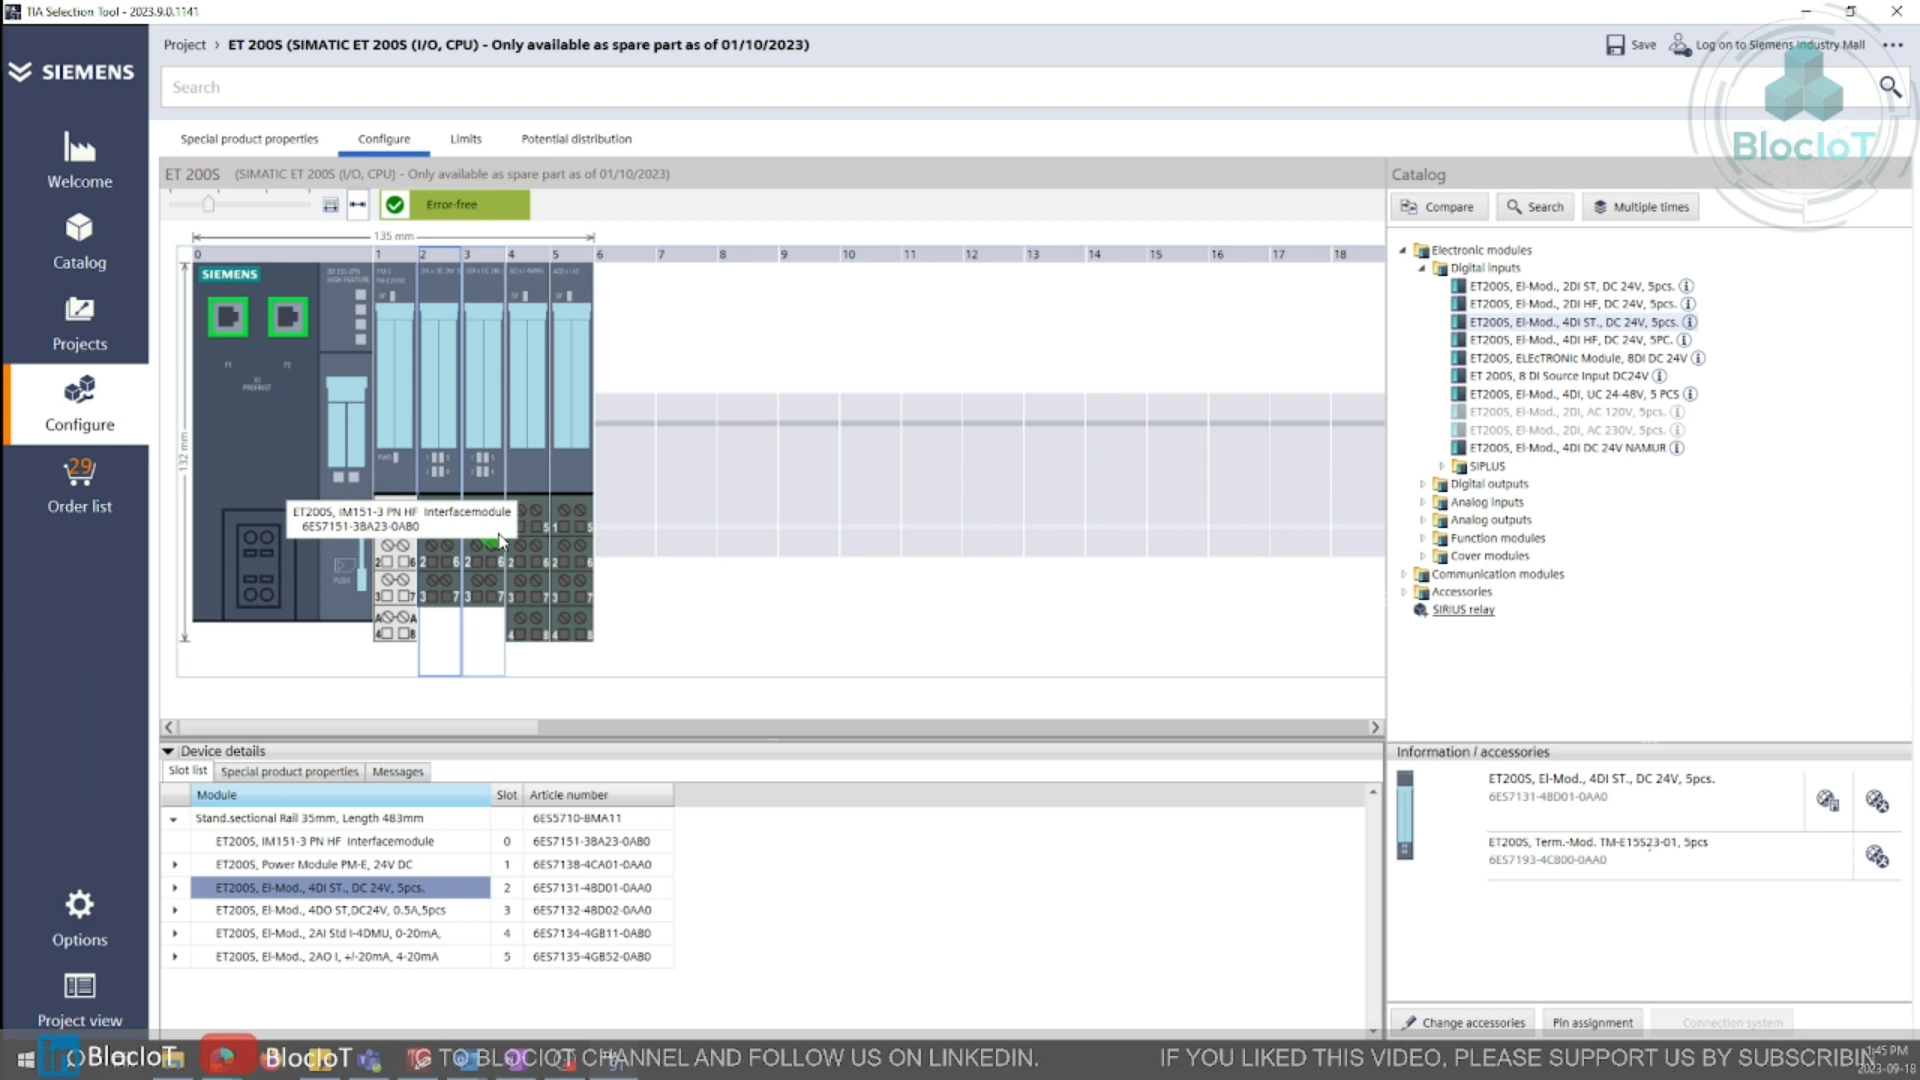 TIA Selection Tool - 2023.9.0.1141
SIEMENS
Project › ET 200S (SIMATIC ET 200S (I/O, CPU) - Only available as spare part as of 01/10/2023)
Save
Log on to Siemens Industry Mall
Search
BlocIoT
Welcome
Catalog
Projects
Configure
29
Order list
Options
Project view
Special product properties
Configure
Limits
Potential distribution
ET 200S (SIMATIC ET 200S (I/O, CPU) - Only available as spare part as of 01/10/2023)
Error-free
135 mm
0 1 2 3 4 5 6 7 8 9 10 11 12 13 14 15 16 17 18
SIEMENS
132 mm
ET200S, IM151-3 PN HF Interfacemodule
6ES7151-3BA23-0AB0
Catalog
Compare
Search
Multiple times
Electronic modules
Digital inputs
ET200S, El-Mod., 2DI ST, DC 24V, 5pcs.
ET200S, El-Mod., 2DI HF, DC 24V, 5pcs.
ET200S, El-Mod., 4DI ST., DC 24V, 5pcs.
ET200S, El-Mod., 4DI HF, DC 24V, 5PC.
ET200S, ELEcTRONIc Module, 8DI DC 24V
ET 200S, 8 DI Source Input DC24V
ET200S, El-Mod., 4DI, UC 24-48V, 5 PCS
ET200S, El-Mod., 2DI, AC 120V, 5pcs.
ET200S, El-Mod., 2DI, AC 230V, 5pcs.
ET200S, El-Mod., 4DI DC 24V NAMUR
SIPLUS
Digital outputs
Analog inputs
Analog outputs
Function modules
Cover modules
Communication modules
Accessories
SIRIUS relay
Device details
Slot list
Special product properties
Messages
Module Slot Article number
Stand.sectional Rail 35mm, Length 483mm 6ES5710-8MA11
ET200S, IM151-3 PN HF Interfacemodule 0 6ES7151-3BA23-0AB0
ET200S, Power Module PM-E, 24V DC 1 6ES7138-4CA01-0AA0
ET200S, El-Mod., 4DI ST., DC 24V, 5pcs. 2 6ES7131-4BD01-0AA0
ET200S, El-Mod., 4DO ST,DC24V, 0.5A,5pcs 3 6ES7132-4BD02-0AA0
ET200S, El-Mod., 2AI Std I-4DMU, 0-20mA, 4 6ES7134-4GB11-0AB0
ET200S, El-Mod., 2AO I, +/-20mA, 4-20mA 5 6ES7135-4GB52-0AB0
Information / accessories
ET200S, El-Mod., 4DI ST., DC 24V, 5pcs.
6ES7131-4BD01-0AA0
ET200S, Term.-Mod. TM-E15S23-01, 5pcs
6ES7193-4CB00-0AA0
Change accessories
Pin assignment
Connection system
BlocIoT
BlocIoT
TO BLOCIOT CHANNEL AND FOLLOW US ON LINKEDIN.
IF YOU LIKED THIS VIDEO, PLEASE SUPPORT US BY SUBSCRIBIN
1:45 PM
2023-09-18